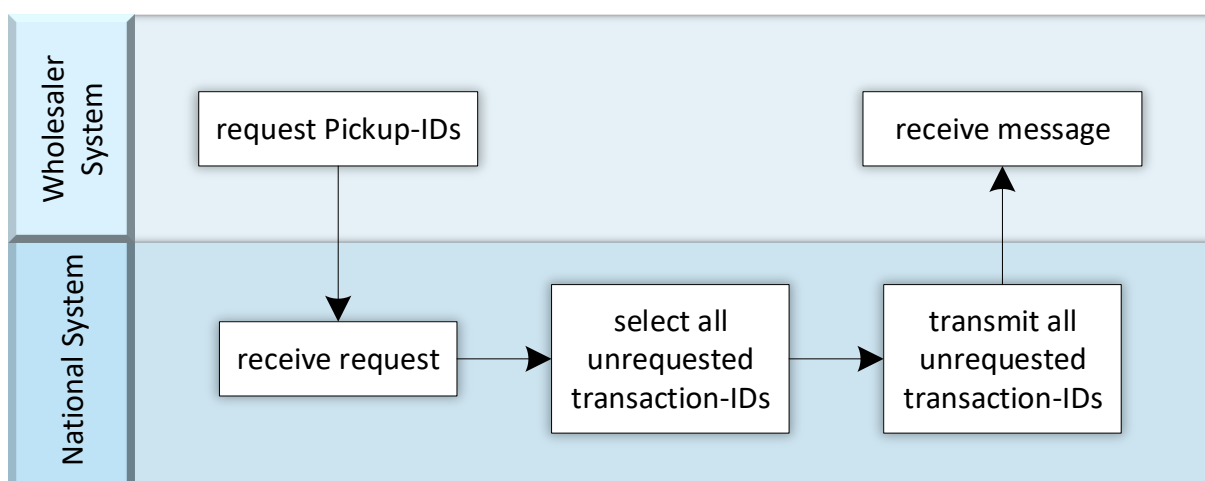 Wholesaler
System
request Pickup-IDs
receive message
National System
receive request
select all
unrequested
transaction-IDs
transmit all
unrequested
transaction-IDs